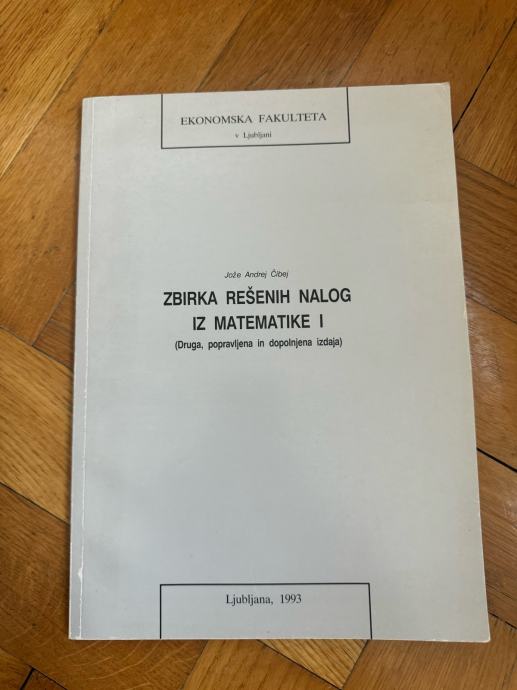 EKONOMSKA FAKULTETA
v Ljubljani
Jože Andrej Čibej
ZBIRKA REŠENIH NALOG
IZ MATEMATIKE I
(Druga, popravljena in dopolnjena izdaja)
Ljubljana, 1993